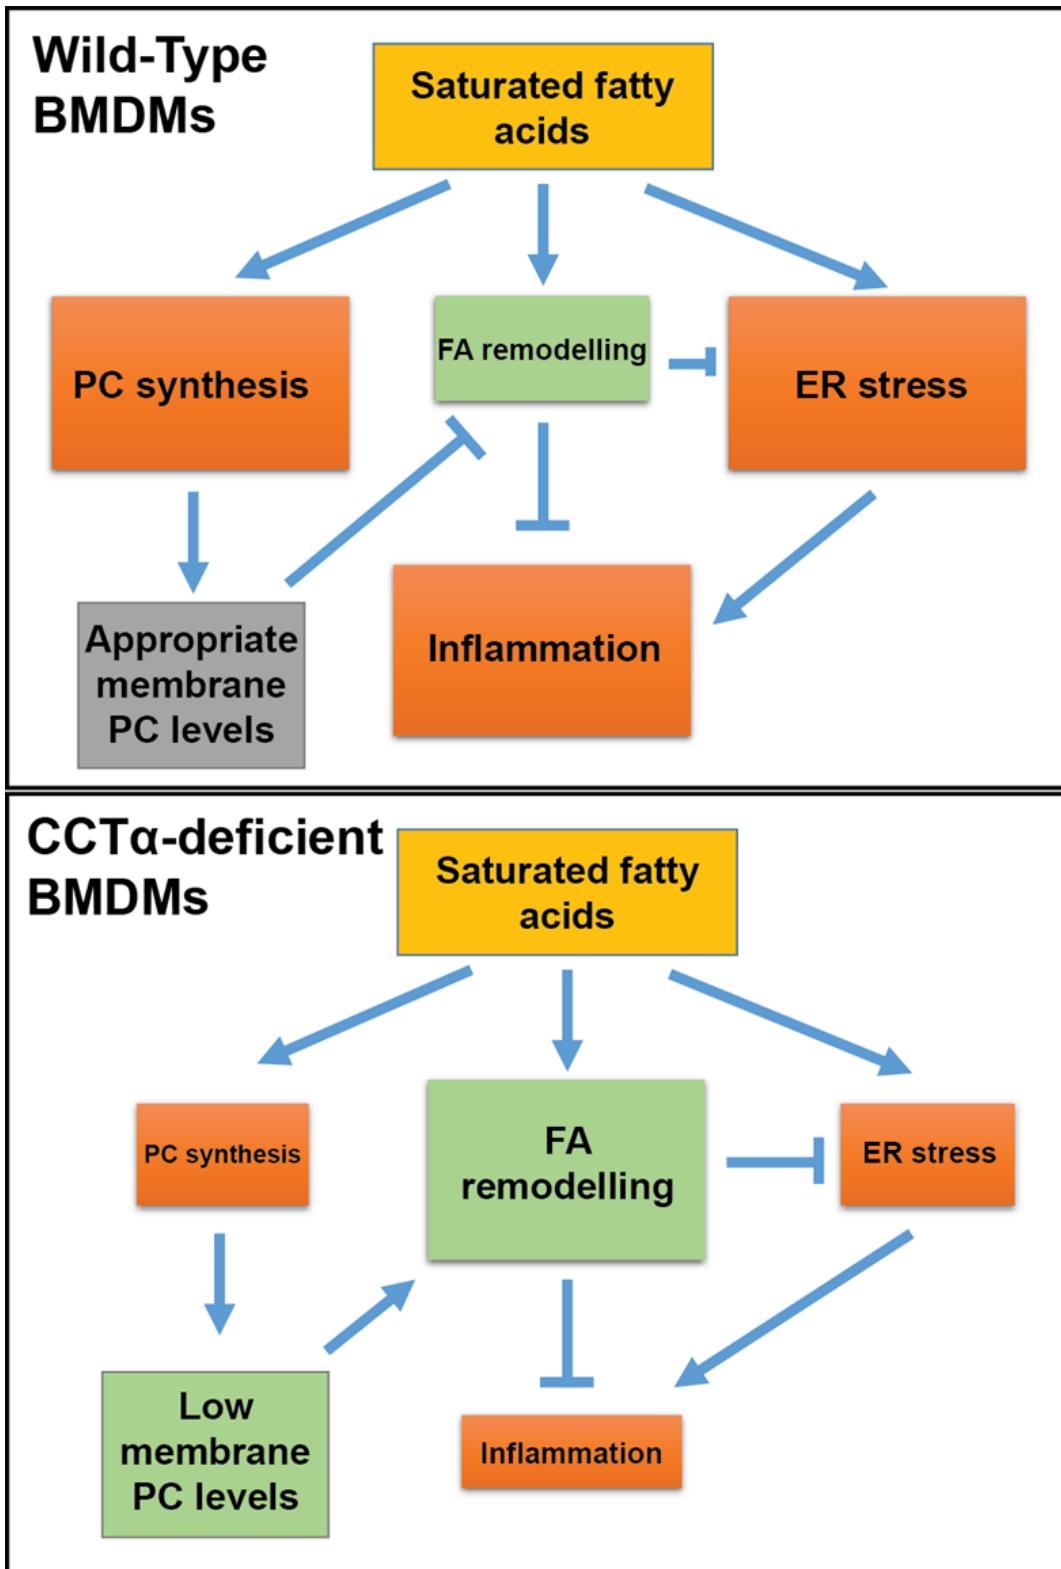 Wild-Type
BMDMs
Saturated fatty
acids
PC synthesis
FA remodelling
ER stress
Appropriate
membrane
PC levels
Inflammation
CCTα-deficient
BMDMs
Saturated fatty
acids
PC synthesis
FA
remodelling
ER stress
Low
membrane
PC levels
Inflammation